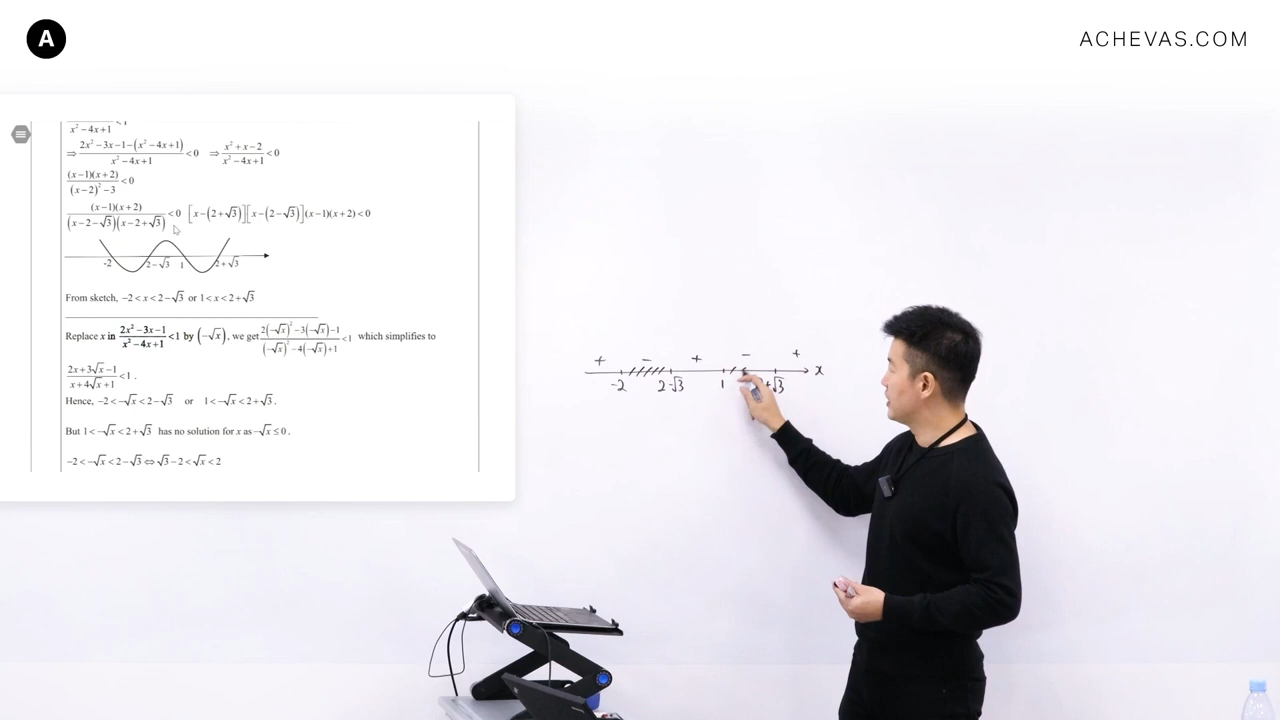 A
ACHEVAS.COM
x²-4x+1 <1
⇒ (2x²-3x-1-(x²-4x+1))/(x²-4x+1) <0 ⇒ (x²+x-2)/(x²-4x+1) <0
(x-1)(x+2)/((x-2)²-3) <0
(x-1)(x+2)/((x-2-√3)(x-2+√3)) <0 [x-(2+√3)][x-(2-√3)](x-1)(x+2)<0
-2 2-√3 1 2+√3
From sketch, -2<x<2-√3 or 1<x<2+√3
Replace x in (2x²-3x-1)/(x²-4x+1) <1 by (-√x), we get (2(-√x)²-3(-√x)-1)/((-√x)²-4(-√x)+1) <1 which simplifies to
(2x+3√x-1)/(x+4√x+1) <1.
Hence, -2<-√x<2-√3 or 1<-√x<2+√3.
But 1<-√x<2+√3 has no solution for x as -√x≤0.
-2<-√x<2-√3⇔√3-2<√x<2
+ - + - +
-2 2-√3 1 +√3 x